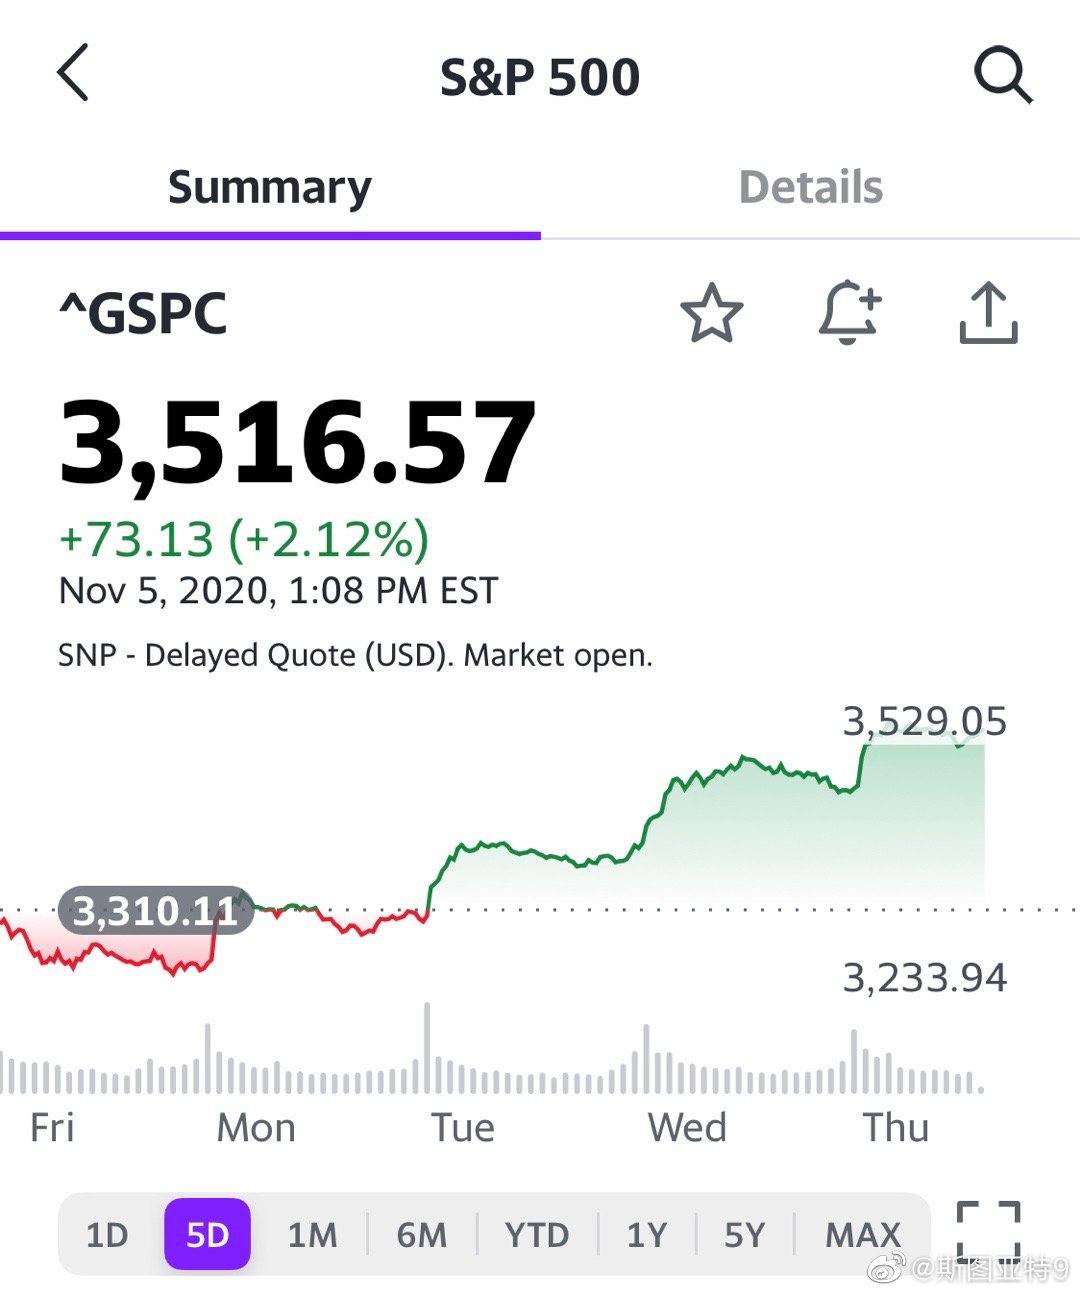 S&P 500
Summary Details
^GSPC
3,516.57
+73.13 (+2.12%)
Nov 5, 2020, 1:08 PM EST
SNP - Delayed Quote (USD). Market open.
3,529.05
3,310.11
3,233.94
Fri Mon Tue Wed Thu
1D 5D 1M 6M YTD 1Y 5Y MAX
@斯图亚特9